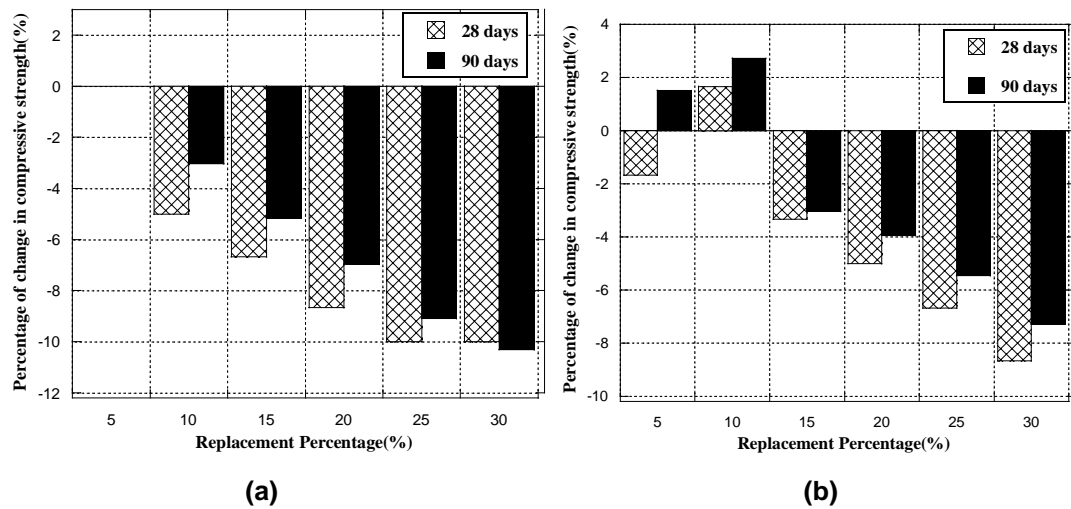 Percentage of change in compressive strength(%)
2
0
-2
-4
-6
-8
-10
-12
28 days
90 days
5 10 15 20 25 30
Replacement Percentage(%)
(a)
Percentage of change in compressive strength(%)
4
2
0
-2
-4
-6
-8
-10
28 days
90 days
5 10 15 20 25 30
Replacement Percentage(%)
(b)